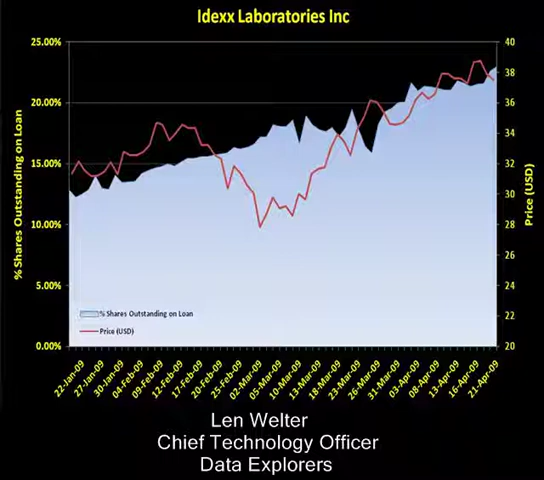 Idexx Laboratories Inc
25.00%
20.00%
15.00%
10.00%
5.00%
0.00%
%Shares Outstanding on Loan
40
38
36
34
32
30
28
26
24
22
20
Price (USD)
% Shares Outstanding on Loan
Price (USD)
22-Jan-09
27-Jan-09
30-Jan-09
04-Feb-09
09-Feb-09
12-Feb-09
17-Feb-09
20-Feb-09
25-Feb-09
02-Mar-09
05-Mar-09
10-Mar-09
13-Mar-09
18-Mar-09
23-Mar-09
26-Mar-09
31-Mar-09
03-Apr-09
08-Apr-09
13-Apr-09
16-Apr-09
21-Apr-09
Len Welter
Chief Technology Officer
Data Explorers